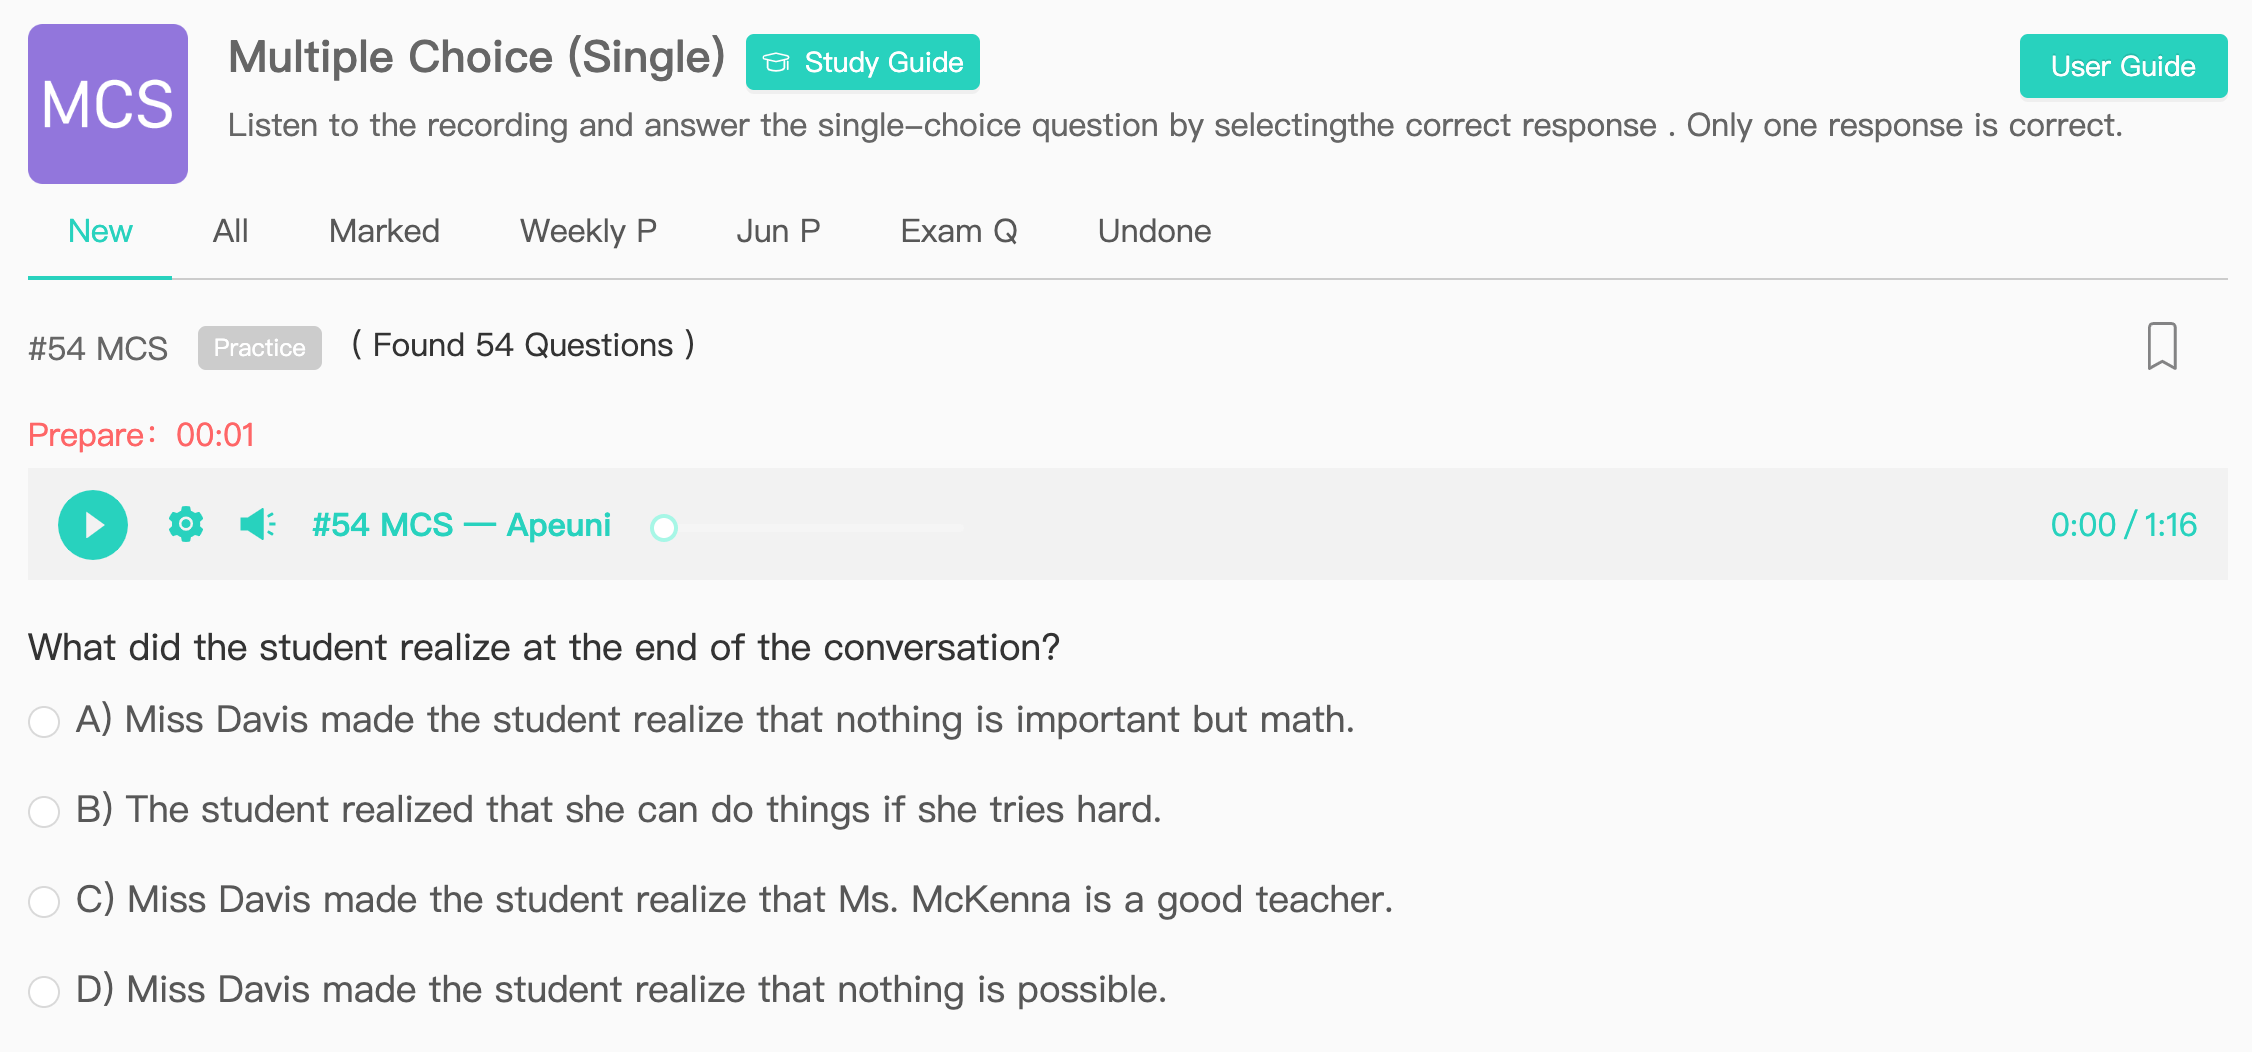 MCS
Multiple Choice (Single)
Study Guide
User Guide
Listen to the recording and answer the single-choice question by selectingthe correct response . Only one response is correct.
New All Marked Weekly P Jun P Exam Q Undone
#54 MCS Practice ( Found 54 Questions )
Prepare: 00:01
#54 MCS — Apeuni 0:00 / 1:16
What did the student realize at the end of the conversation?
A) Miss Davis made the student realize that nothing is important but math.
B) The student realized that she can do things if she tries hard.
C) Miss Davis made the student realize that Ms. McKenna is a good teacher.
D) Miss Davis made the student realize that nothing is possible.